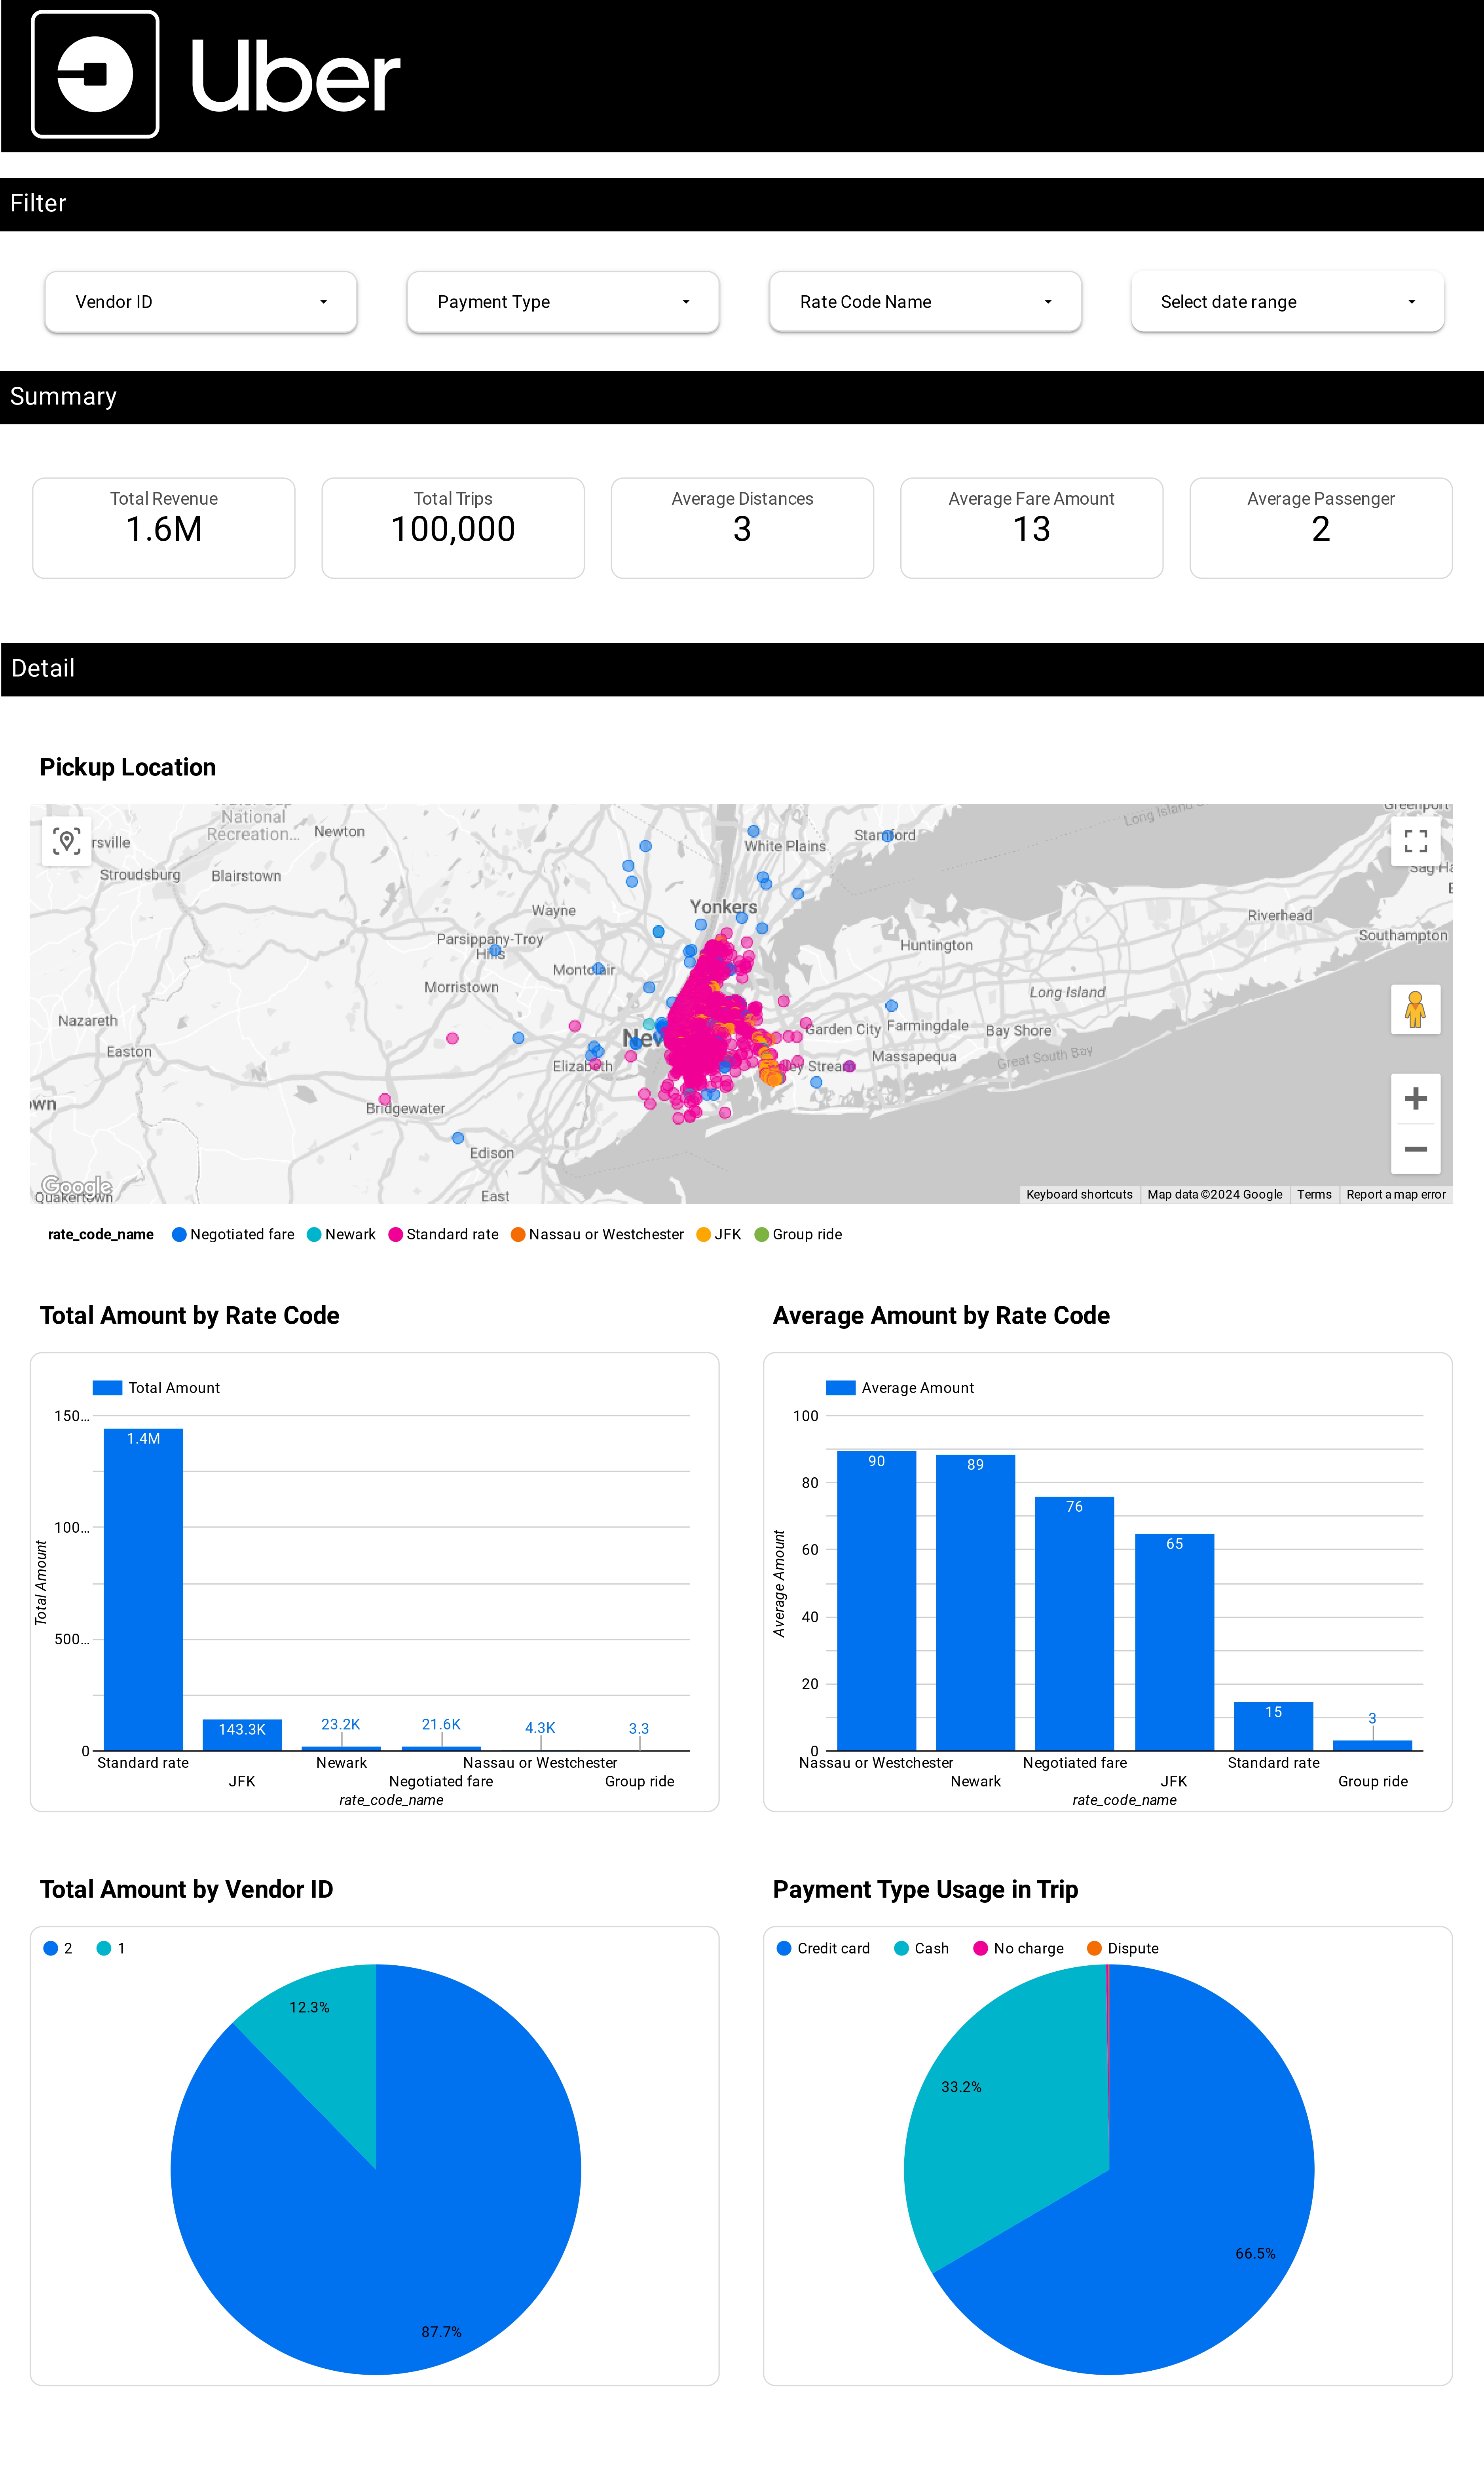 Uber
Filter
Vendor ID
Payment Type
Rate Code Name
Select date range
Summary
Total Revenue
1.6M
Total Trips
100,000
Average Distances
3
Average Fare Amount
13
Average Passenger
2
Detail
Pickup Location
National
Recreation...
Newton
rsville
Stroudsburg
Blairstown
White Plains
Stamford
Greenport
Long Island
Wayne
Yonkers
Riverhead
Southampton
Parsippany-Troy
Hills
Huntington
Montclair
Morristown
Long Island
Nazareth
Easton
Garden City
Farmingdale
Bay Shore
Massapequa
Great South Bay
Elizabeth
ley Stream
own
Bridgewater
Edison
East
Google
Quakertown
Keyboard shortcuts
Map data ©2024 Google
Terms
Report a map error
rate_code_name
Negotiated fare
Newark
Standard rate
Nassau or Westchester
JFK
Group ride
Total Amount by Rate Code
Total Amount
150...
100...
500...
0
Total Amount
1.4M
143.3K
23.2K
21.6K
4.3K
3.3
Standard rate
JFK
Newark
Negotiated fare
Nassau or Westchester
Group ride
rate_code_name
Average Amount by Rate Code
Average Amount
100
80
60
40
20
0
Average Amount
90
89
76
65
15
3
Nassau or Westchester
Newark
Negotiated fare
JFK
Standard rate
Group ride
rate_code_name
Total Amount by Vendor ID
2
1
12.3%
87.7%
Payment Type Usage in Trip
Credit card
Cash
No charge
Dispute
33.2%
66.5%